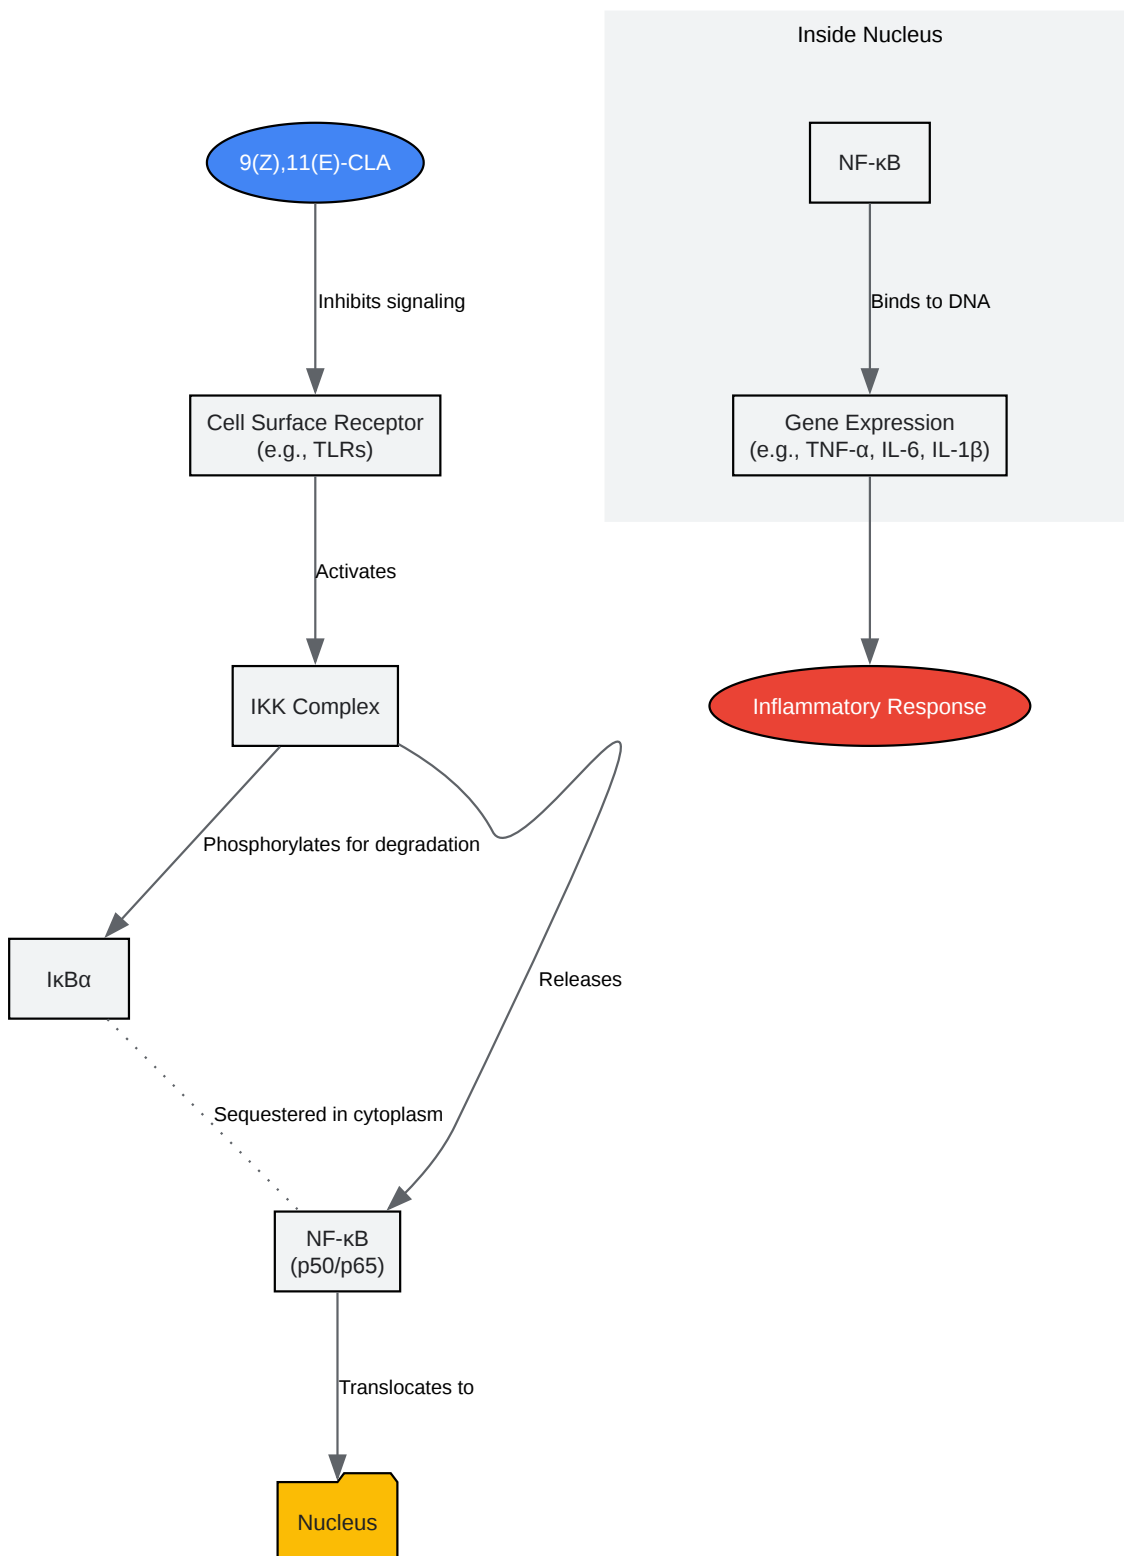 Inside Nucleus
9(Z),11(E)-CLA
NF-κB
Inhibits signaling
Binds to DNA
Cell Surface Receptor
(e.g., TLRs)
Gene Expression
(e.g., TNF-α, IL-6, IL-1β)
Activates
IKK Complex
Inflammatory Response
Phosphorylates for degradation
IκBα
Releases
Sequestered in cytoplasm
NF-κB
(p50/p65)
Translocates to
Nucleus